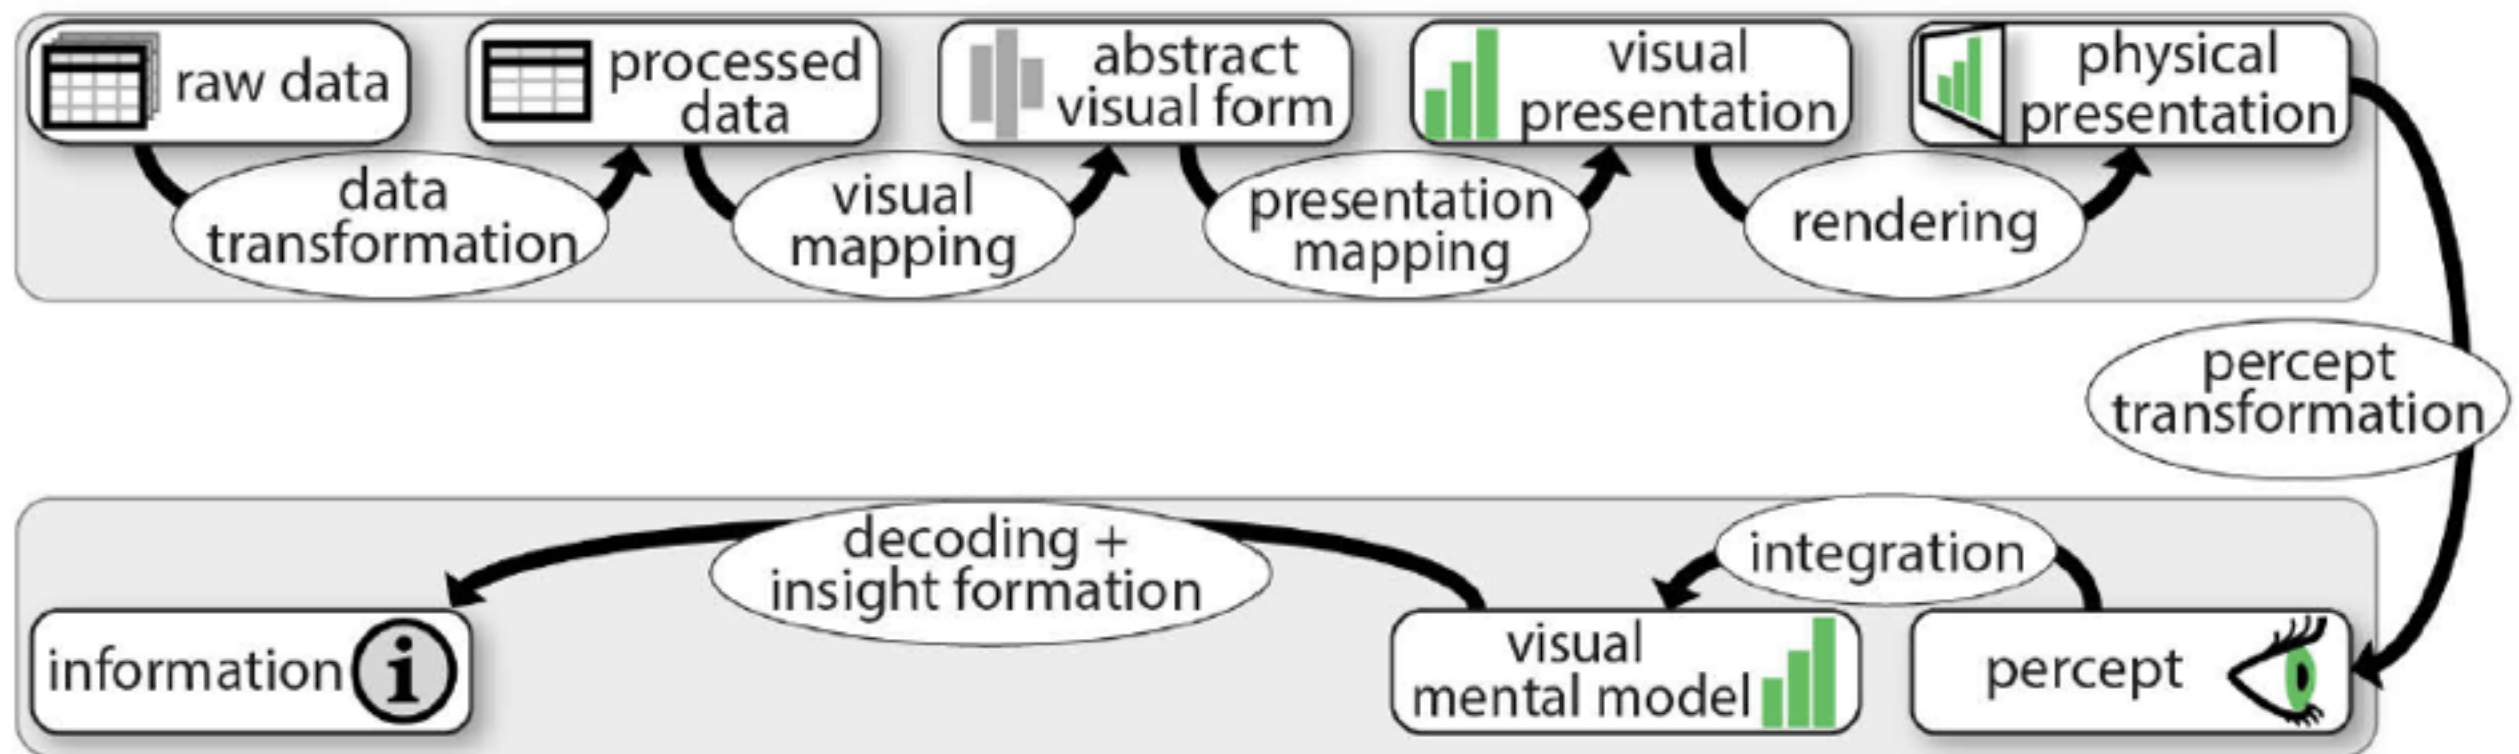 raw data
processed
data
abstract
visual form
visual
presentation
physical
presentation
data
transformation
visual
mapping
presentation
mapping
rendering
percept
transformation
decoding +
insight formation
integration
information
i
visual
mental model
percept